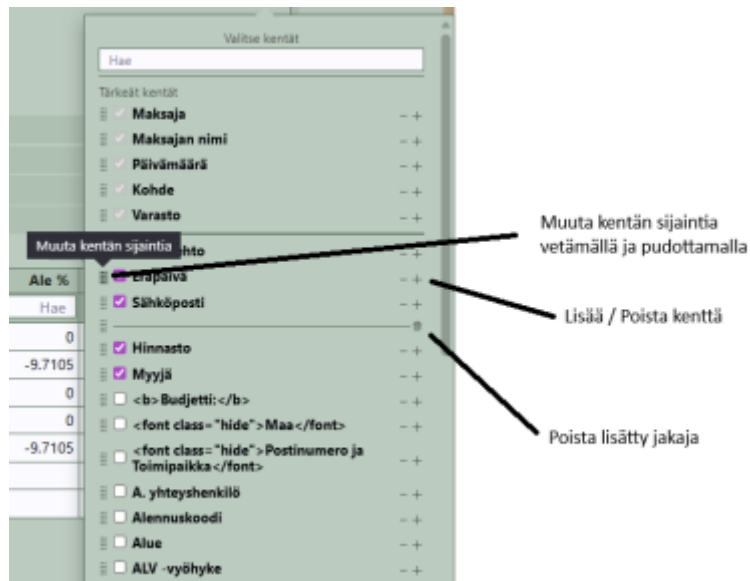 Valitse kentät
Hae
Tärkeät kentät
Maksaja
Maksajan nimi
Päivämäärä
Kohde
Varasto
Muuta kentän sijaintia
hto
Eräpäivä
Sähköposti
Hinnasto
Myyjä
<b>Budjetti:</b>
<font class="hide">Maa</font>
<font class="hide">Postinumero ja
Toimipaikka</font>
A. yhteyshenkilö
Alennuskoodi
Alue
ALV -vyöhyke
Ale %
Hae
0
-9.7105
0
0
-9.7105
Muuta kentän sijaintia
vetämällä ja pudottamalla
Lisää / Poista kenttä
Poista lisätty jakaja